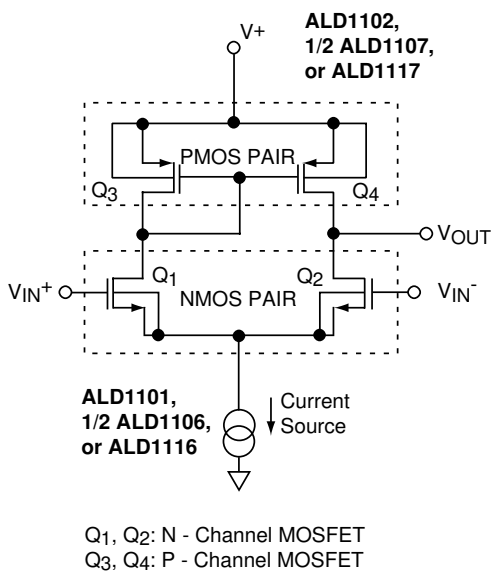 V+
ALD1102,
1/2 ALD1107,
or ALD1117
PMOS PAIR
Q3
Q4
VOUT
Q1
Q2
VIN+
NMOS PAIR
VIN-
ALD1101,
1/2 ALD1106,
or ALD1116
Current
Source
Q1, Q2: N - Channel MOSFET
Q3, Q4: P - Channel MOSFET